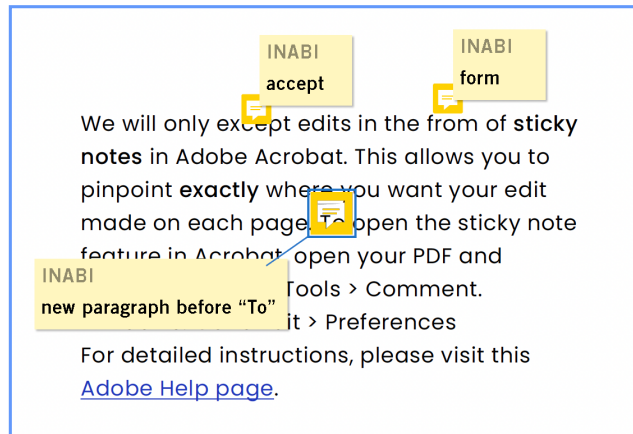 INABI
accept
INABI
form
We will only except edits in the from of sticky
notes in Adobe Acrobat. This allows you to
pinpoint exactly where you want your edit
made on each page. To open the sticky note
feature in Acrobat, open your PDF and
INABI
new paragraph before “To”
Tools > Comment.
> Preferences
For detailed instructions, please visit this
Adobe Help page.